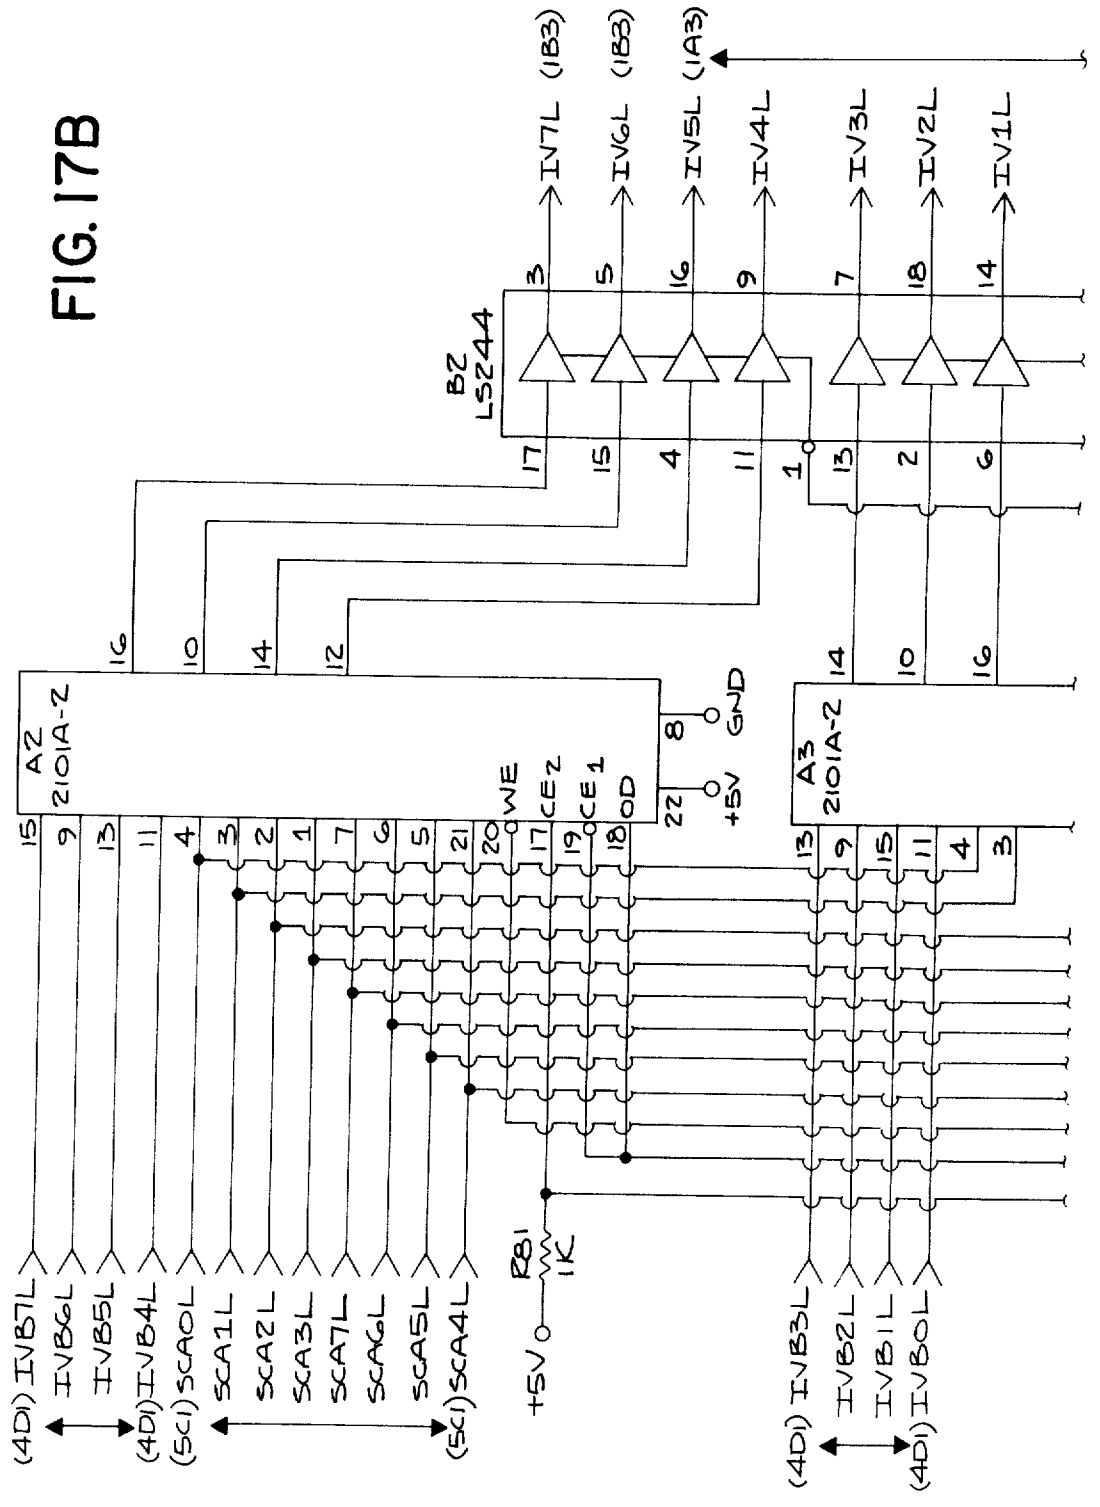 FIG. 17B
IV7L (1B3)
IV6L (1B3)
IV5L (1A3)
IV4L
IV3L
IV2L
IV1L
3
5
16
9
7
18
14
B2
LS244
17
15
4
11
1
13
2
6
16
10
14
12
14
10
16
A2
2101A-2
WE
CE2
CE1
OD
8
GND
22
+5V
A3
2101A-2
15
9
13
11
4
3
2
1
7
6
5
21
20
17
19
18
13
9
15
11
4
3
R81
1K
+5V
(4D1) IVB7L
IVB6L
IVB5L
(4D1) IVB4L
(5C1) SCA0L
SCA1L
SCA2L
SCA3L
SCA7L
SCA6L
SCA5L
(5C1) SCA4L
(4D1) IVB3L
IVB2L
IVB1L
(4D1) IVB0L